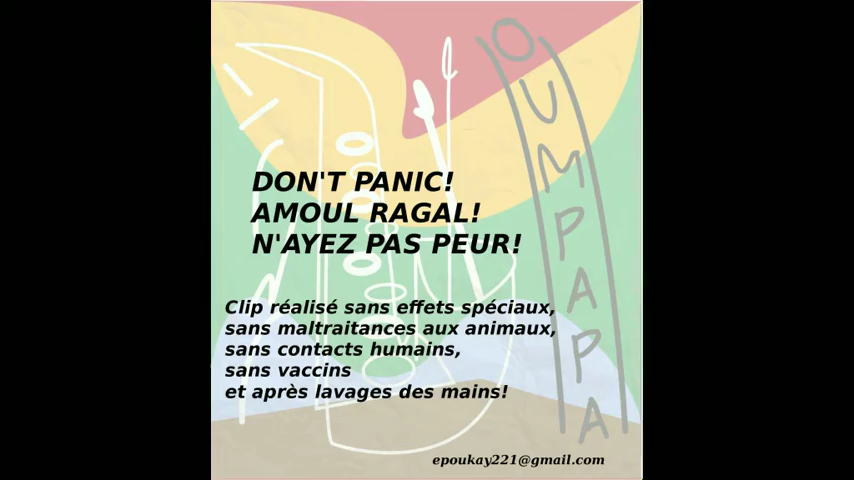 OUMPAPA
DON'T PANIC!
AMOUL RAGAL!
N'AYEZ PAS PEUR!
Clip réalisé sans effets spéciaux,
sans maltraitances aux animaux,
sans contacts humains,
sans vaccins
et après lavages des mains!
epoukay221@gmail.com